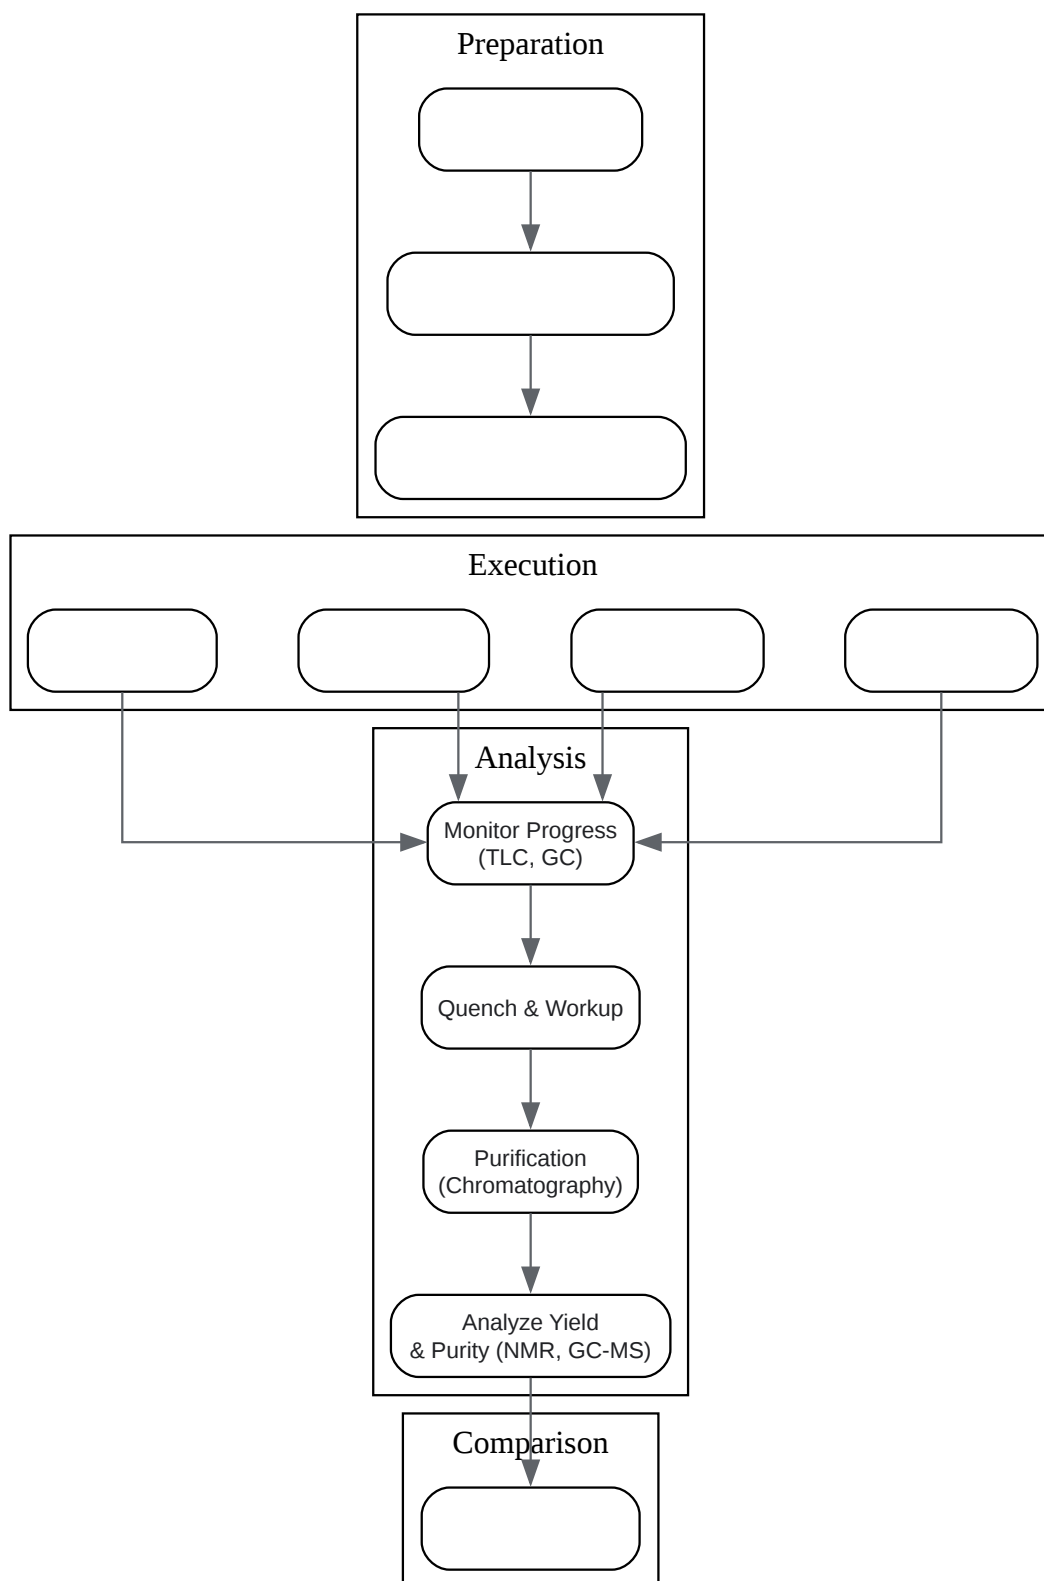 Preparation
Execution
Analysis
Monitor Progress
(TLC, GC)
Quench & Workup
Purification
(Chromatography)
Analyze Yield
& Purity (NMR, GC-MS)
Comparison